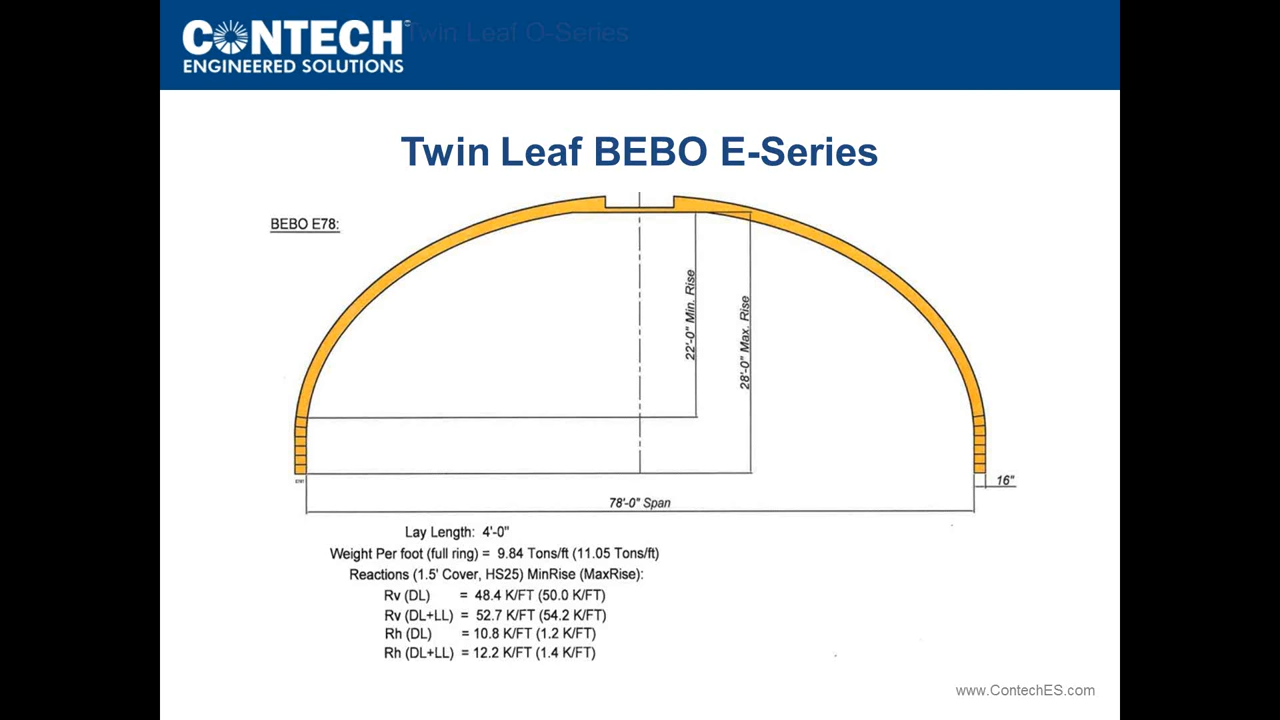 CONTECH
ENGINEERED SOLUTIONS
Twin Leaf O-Series
Twin Leaf BEBO E-Series
BEBO E78:
22'-0" Min. Rise
28'-0" Max. Rise
16"
78'-0" Span
Lay Length: 4'-0"
Weight Per foot (full ring) = 9.84 Tons/ft (11.05 Tons/ft)
Reactions (1.5' Cover, HS25) MinRise (MaxRise):
Rv (DL) = 48.4 K/FT (50.0 K/FT)
Rv (DL+LL) = 52.7 K/FT (54.2 K/FT)
Rh (DL) = 10.8 K/FT (1.2 K/FT)
Rh (DL+LL) = 12.2 K/FT (1.4 K/FT)
www.ContechES.com